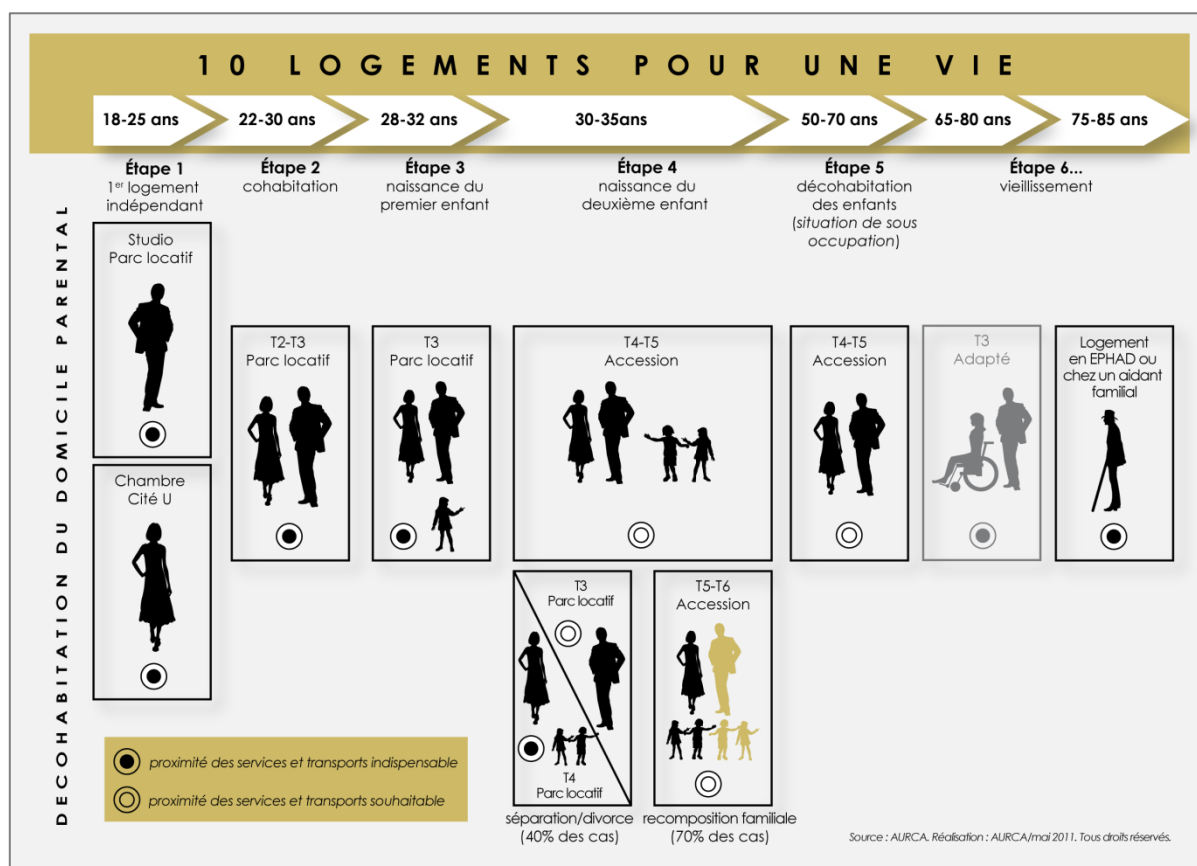 10 LOGEMENTS POUR UNE VIE
18-25 ans
22-30 ans
28-32 ans
30-35ans
50-70 ans
65-80 ans
75-85 ans
Étape 1
1er logement
indépendant
Étape 2
cohabitation
Étape 3
naissance du
premier enfant
Étape 4
naissance du
deuxième enfant
Étape 5
décohabitation
des enfants
(situation de sous
occupation)
Étape 6...
vieillissement
DECOHABITATION DU DOMICILE PARENTAL
Studio
Parc locatif
Chambre
Cité U
T2-T3
Parc locatif
T3
Parc locatif
T4-T5
Accession
T4-T5
Accession
T3
Adapté
Logement
en EPHAD ou
chez un aidant
familial
T3
Parc locatif
T4
Parc locatif
séparation/divorce
(40% des cas)
T5-T6
Accession
recomposition familiale
(70% des cas)
proximité des services et transports indispensable
proximité des services et transports souhaitable
Source : AURCA. Réalisation : AURCA/mai 2011. Tous droits réservés.